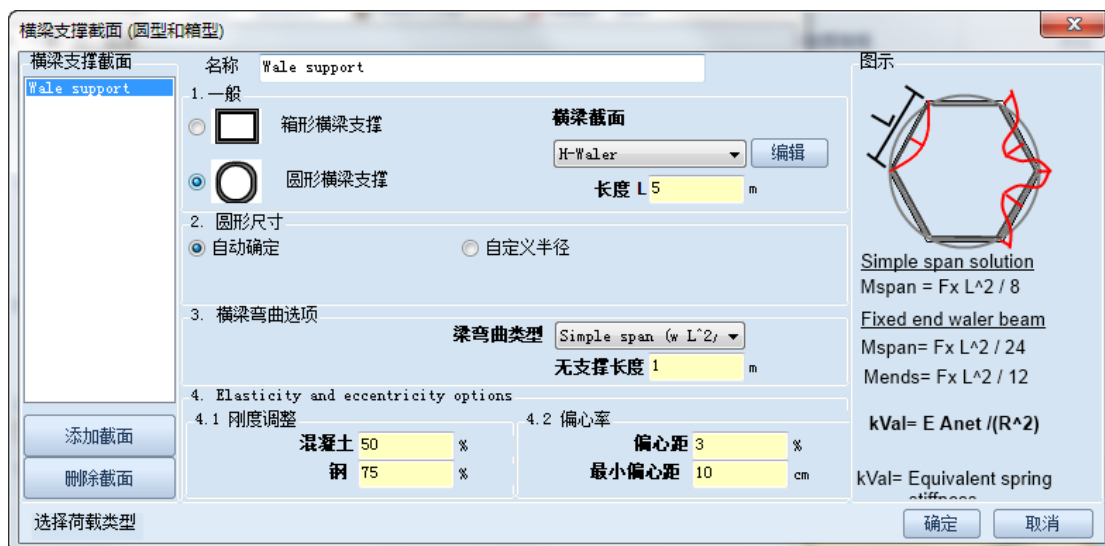 横梁支撑截面 (圆型和箱型)
横梁支撑截面
Wale support
添加截面
删除截面
名称 Wale support
1. 一般
箱形横梁支撑
圆形横梁支撑
横梁截面
H-Waler 编辑
长度 L 5 m
2. 圆形尺寸
自动确定 自定义半径
3. 横梁弯曲选项
梁弯曲类型 Simple span (w L^2/
无支撑长度 1 m
4. Elasticity and eccentricity options
4.1 刚度调整
混凝土 50 %
钢 75 %
4.2 偏心率
偏心距 3 %
最小偏心距 10 cm
图示
L
Simple span solution
Mspan = Fx L^2 / 8
Fixed end waler beam
Mspan= Fx L^2 / 24
Mends= Fx L^2 / 12
kVal= E Anet /(R^2)
kVal= Equivalent spring
stiffness
选择荷载类型
确定 取消